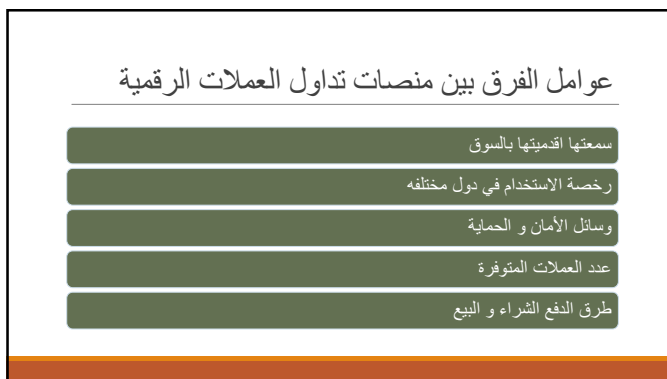 عوامل الفرق بين منصات تداول العملات الرقمية
سمعتها اقدميتها بالسوق
رخصة الاستخدام في دول مختلفه
وسائل الأمان و الحماية
عدد العملات المتوفرة
طرق الدفع الشراء و البيع